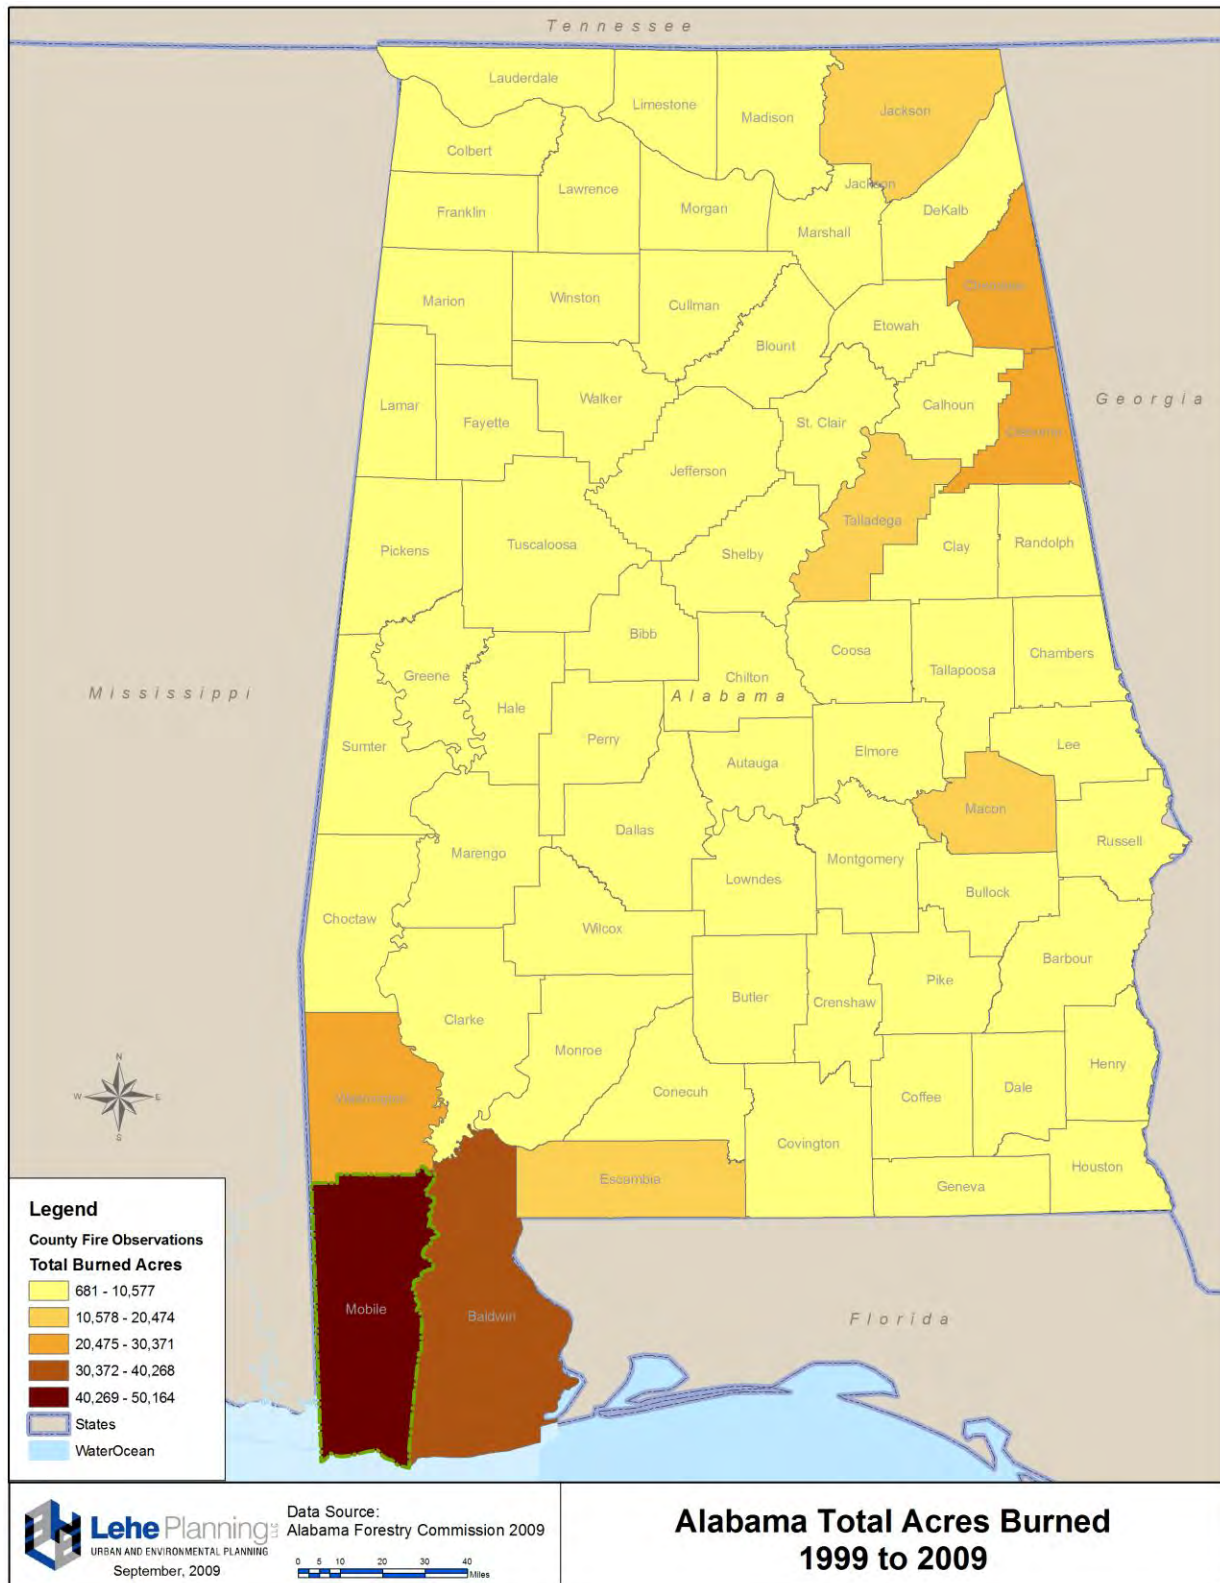 Tennessee
Lauderdale
Limestone
Madison
Jackson
Colbert
Lawrence
Jackson
Franklin
Morgan
DeKalb
Marshall
Cherokee
Marion
Winston
Cullman
Etowah
Blount
Georgia
Lamar
Walker
Calhoun
Fayette
St. Clair
Cleburne
Jefferson
Talladega
Pickens
Tuscaloosa
Shelby
Clay
Randolph
Bibb
Coosa
Chambers
Tallapoosa
Greene
Chilton
Mississippi
Alabama
Hale
Perry
Sumter
Elmore
Lee
Autauga
Macon
Dallas
Russell
Marengo
Montgomery
Lowndes
Bullock
Choctaw
Wilcox
Barbour
Pike
Butler
Crenshaw
Clarke
Monroe
N
W
E
S
Henry
Washington
Conecuh
Coffee
Dale
Covington
Houston
Escambia
Geneva
Mobile
Baldwin
Florida
Legend
County Fire Observations
Total Burned Acres
681 - 10,577
10,578 - 20,474
20,475 - 30,371
30,372 - 40,268
40,269 - 50,164
States
WaterOcean
Lehe Planning LLC
URBAN AND ENVIRONMENTAL PLANNING
September, 2009
Data Source:
Alabama Forestry Commission 2009
0 5 10 20 30 40
Miles
Alabama Total Acres Burned
1999 to 2009